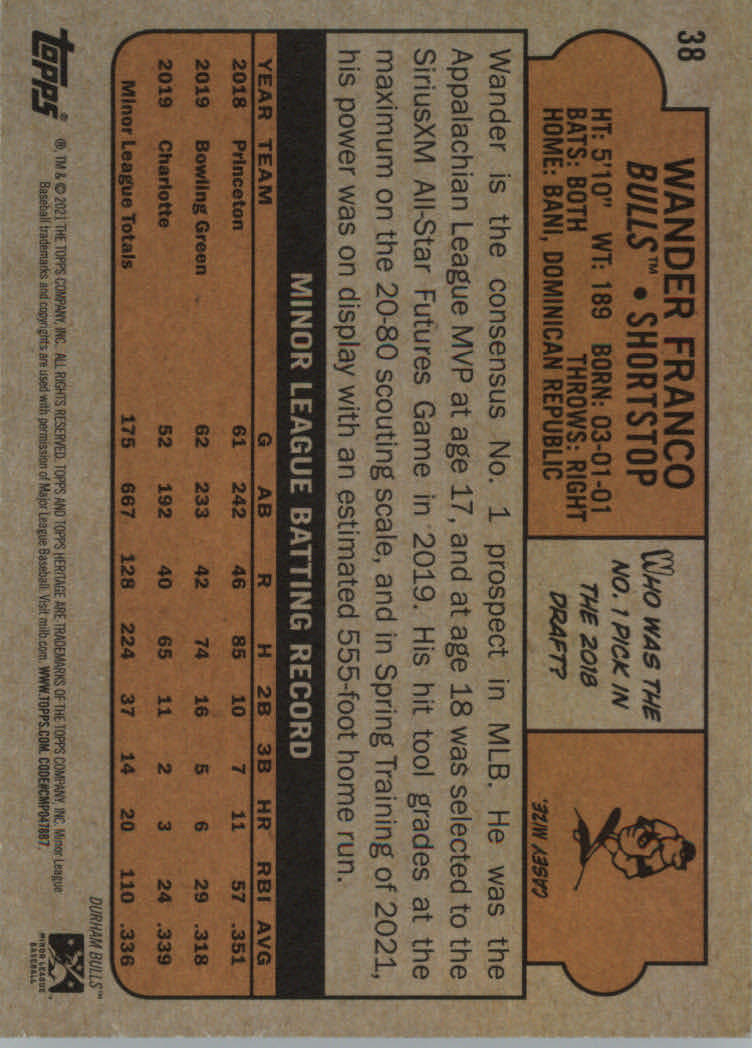 38
WANDER FRANCO
BULLS™ • SHORTSTOP
HT: 5'10" WT: 189 BORN: 03-01-01
BATS: BOTH THROWS: RIGHT
HOME: BANI, DOMINICAN REPUBLIC
WHO WAS THE
NO. 1 PICK IN
THE 2018
DRAFT?
CASEY MIZE.
Wander is the consensus No. 1 prospect in MLB. He was the
Appalachian League MVP at age 17, and at age 18 was selected to the
SiriusXM All-Star Futures Game in 2019. His hit tool grades at the
maximum on the 20-80 scouting scale, and in Spring Training of 2021,
his power was on display with an estimated 555-foot home run.
MINOR LEAGUE BATTING RECORD
YEAR TEAM G AB R H 2B 3B HR RBI AVG
2018 Princeton 61 242 46 85 10 7 11 57 .351
2019 Bowling Green 62 233 42 74 16 5 6 29 .318
2019 Charlotte 52 192 40 65 11 2 3 24 .339
Minor League Totals 175 667 128 224 37 14 20 110 .336
DURHAM BULLS™
topps®
®, TM & © 2021 THE TOPPS COMPANY, INC. ALL RIGHTS RESERVED. TOPPS AND TOPPS HERITAGE ARE TRADEMARKS OF THE TOPPS COMPANY, INC. Minor League
Baseball trademarks and copyrights are used with permission of Major League Baseball. Visit milb.com. WWW.TOPPS.COM. CODE#CMP047887.
MINOR LEAGUE
BASEBALL